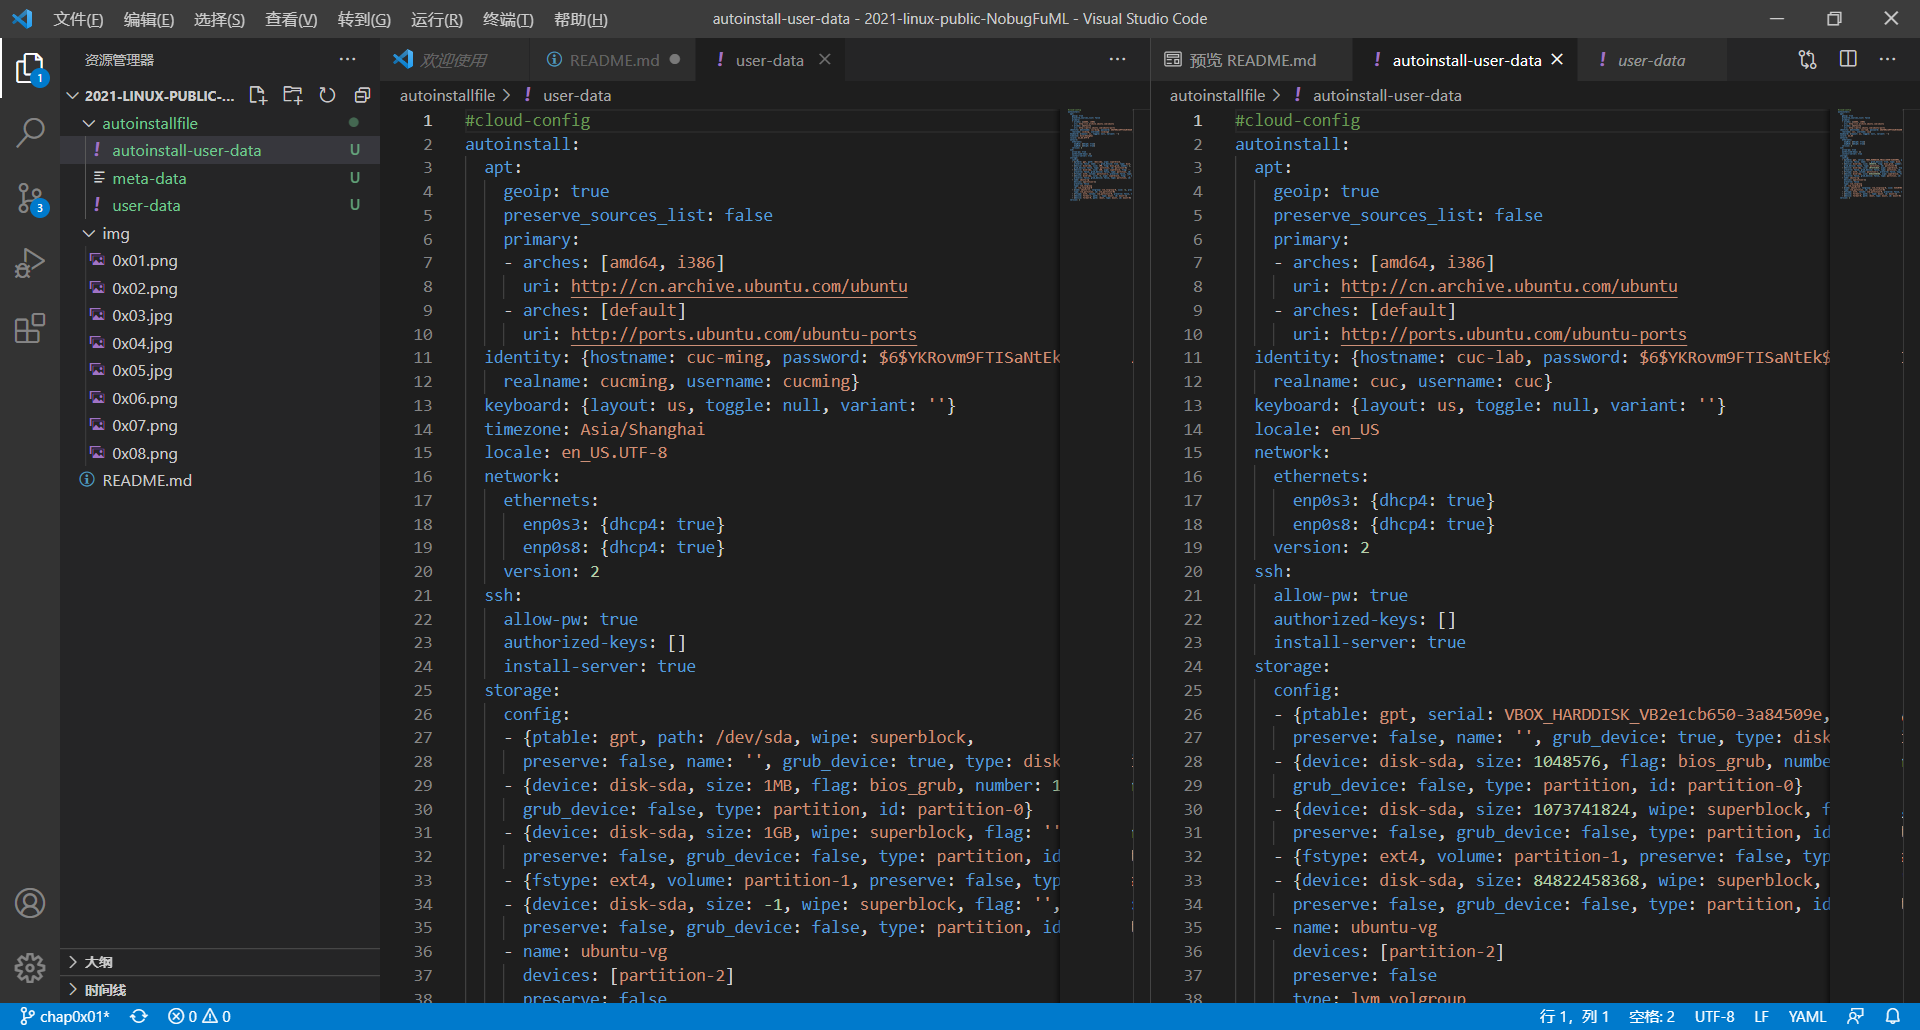 文件(F) 编辑(E) 选择(S) 查看(V) 转到(G) 运行(R) 终端(T) 帮助(H)
autoinstall-user-data - 2021-linux-public-NobugFuML - Visual Studio Code
资源管理器
2021-LINUX-PUBLIC-...
autoinstallfile
autoinstall-user-data U
meta-data U
user-data U
img
0x01.png
0x02.png
0x03.jpg
0x04.jpg
0x05.jpg
0x06.png
0x07.png
0x08.png
README.md
大纲
时间线
1
3
欢迎使用 README.md user-data
autoinstallfile > user-data
1 #cloud-config
2 autoinstall:
3 apt:
4 geoip: true
5 preserve_sources_list: false
6 primary:
7 - arches: [amd64, i386]
8 uri: http://cn.archive.ubuntu.com/ubuntu
9 - arches: [default]
10 uri: http://ports.ubuntu.com/ubuntu-ports
11 identity: {hostname: cuc-ming, password: $6$YKRovm9FTISaNtEk
12 realname: cucming, username: cucming}
13 keyboard: {layout: us, toggle: null, variant: ''}
14 timezone: Asia/Shanghai
15 locale: en_US.UTF-8
16 network:
17 ethernets:
18 enp0s3: {dhcp4: true}
19 enp0s8: {dhcp4: true}
20 version: 2
21 ssh:
22 allow-pw: true
23 authorized-keys: []
24 install-server: true
25 storage:
26 config:
27 - {ptable: gpt, path: /dev/sda, wipe: superblock,
28 preserve: false, name: '', grub_device: true, type: disk
29 - {device: disk-sda, size: 1MB, flag: bios_grub, number: 1
30 grub_device: false, type: partition, id: partition-0}
31 - {device: disk-sda, size: 1GB, wipe: superblock, flag: ''
32 preserve: false, grub_device: false, type: partition, id
33 - {fstype: ext4, volume: partition-1, preserve: false, typ
34 - {device: disk-sda, size: -1, wipe: superblock, flag: '',
35 preserve: false, grub_device: false, type: partition, id
36 - name: ubuntu-vg
37 devices: [partition-2]
38 preserve: false
预览 README.md autoinstall-user-data user-data
autoinstallfile > autoinstall-user-data
1 #cloud-config
2 autoinstall:
3 apt:
4 geoip: true
5 preserve_sources_list: false
6 primary:
7 - arches: [amd64, i386]
8 uri: http://cn.archive.ubuntu.com/ubuntu
9 - arches: [default]
10 uri: http://ports.ubuntu.com/ubuntu-ports
11 identity: {hostname: cuc-lab, password: $6$YKRovm9FTISaNtEk$
12 realname: cuc, username: cuc}
13 keyboard: {layout: us, toggle: null, variant: ''}
14 locale: en_US
15 network:
16 ethernets:
17 enp0s3: {dhcp4: true}
18 enp0s8: {dhcp4: true}
19 version: 2
20 ssh:
21 allow-pw: true
22 authorized-keys: []
23 install-server: true
24 storage:
25 config:
26 - {ptable: gpt, serial: VBOX_HARDDISK_VB2e1cb650-3a84509e,
27 preserve: false, name: '', grub_device: true, type: disk
28 - {device: disk-sda, size: 1048576, flag: bios_grub, numbe
29 grub_device: false, type: partition, id: partition-0}
30 - {device: disk-sda, size: 1073741824, wipe: superblock, f
31 preserve: false, grub_device: false, type: partition, id
32 - {fstype: ext4, volume: partition-1, preserve: false, typ
33 - {device: disk-sda, size: 84822458368, wipe: superblock,
34 preserve: false, grub_device: false, type: partition, id
35 - name: ubuntu-vg
36 devices: [partition-2]
37 preserve: false
38 type: lvm_volgroup
chap0x01* 0 0 行 1，列 1 空格: 2 UTF-8 LF YAML